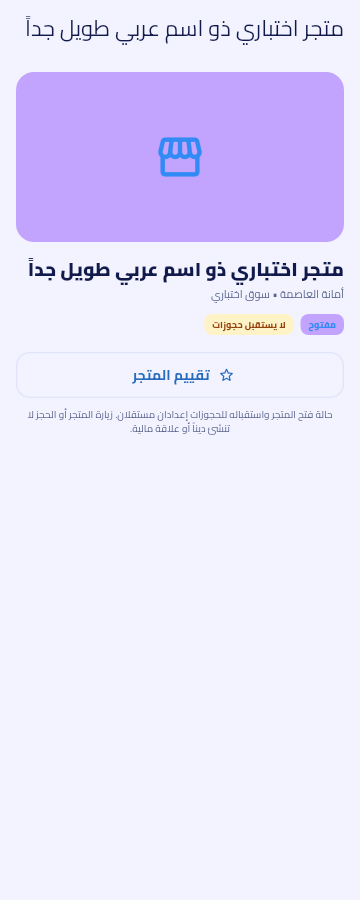 متجر اختباري ذو اسم عربي طويل جداً
متجر اختباري ذو اسم عربي طويل جداً
أمانة العاصمة • سوق اختباري
مفتوح
لا يستقبل حجوزات
تقييم المتجر
حالة فتح المتجر واستقباله للحجوزات إعدادان مستقلان. زيارة المتجر أو الحجز لا
تنشئ ديناً أو علاقة مالية.